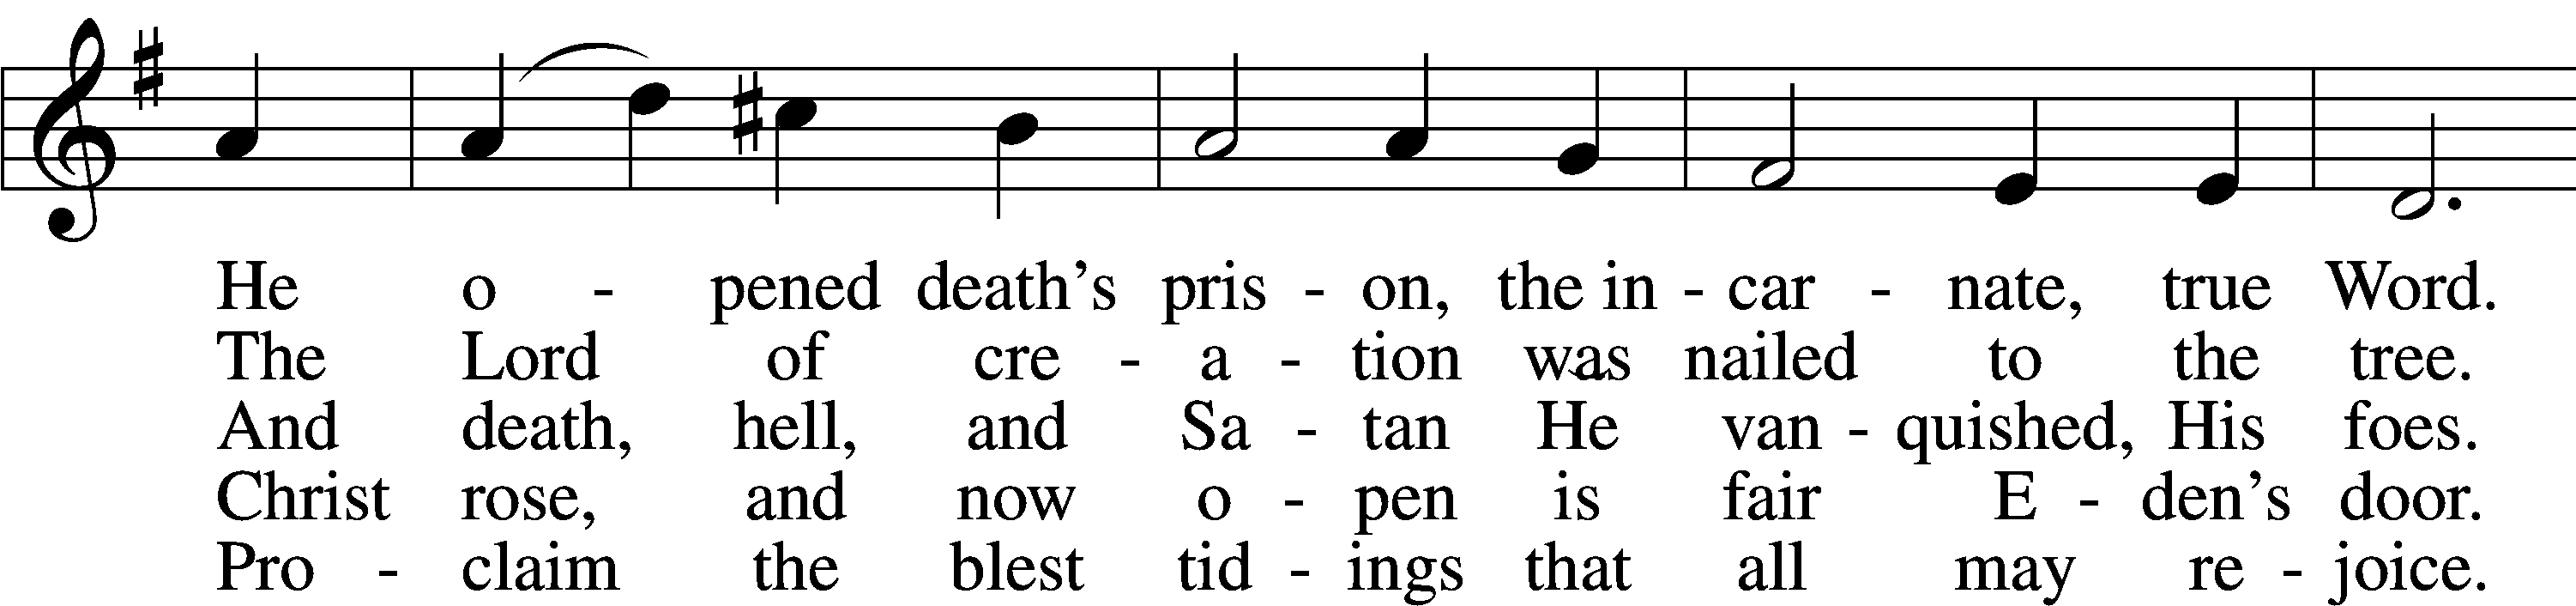 He o - pened death's pris - on, the in - car - nate, true Word.
The Lord of cre - a - tion was nailed to the tree.
And death, hell, and Sa - tan He van - quished, His foes.
Christ rose, and now o - pen is fair E - den's door.
Pro - claim the blest tid - ings that all may re - joice.